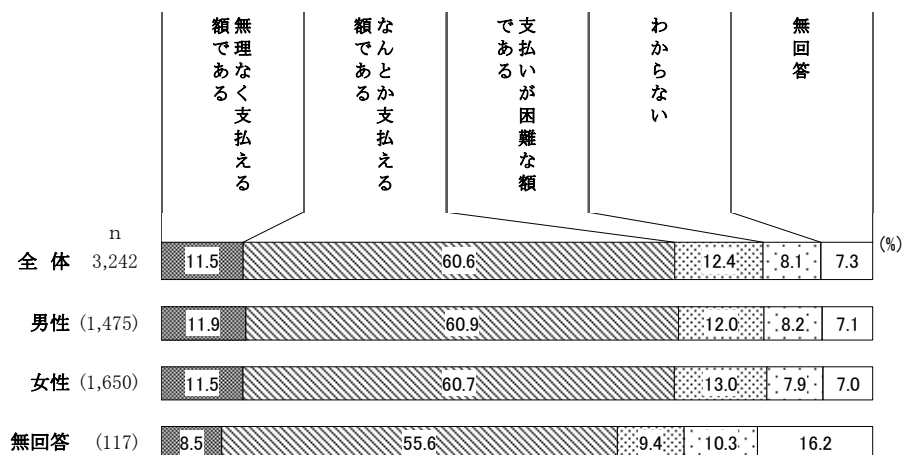 無理なく支払える
額である
なんとか支払える
額である
支払いが困難な額
である
わからない
無回答
(%)
n
全 体 3,242 11.5 60.6 12.4 8.1 7.3
男性 (1,475) 11.9 60.9 12.0 8.2 7.1
女性 (1,650) 11.5 60.7 13.0 7.9 7.0
無回答 (117) 8.5 55.6 9.4 10.3 16.2